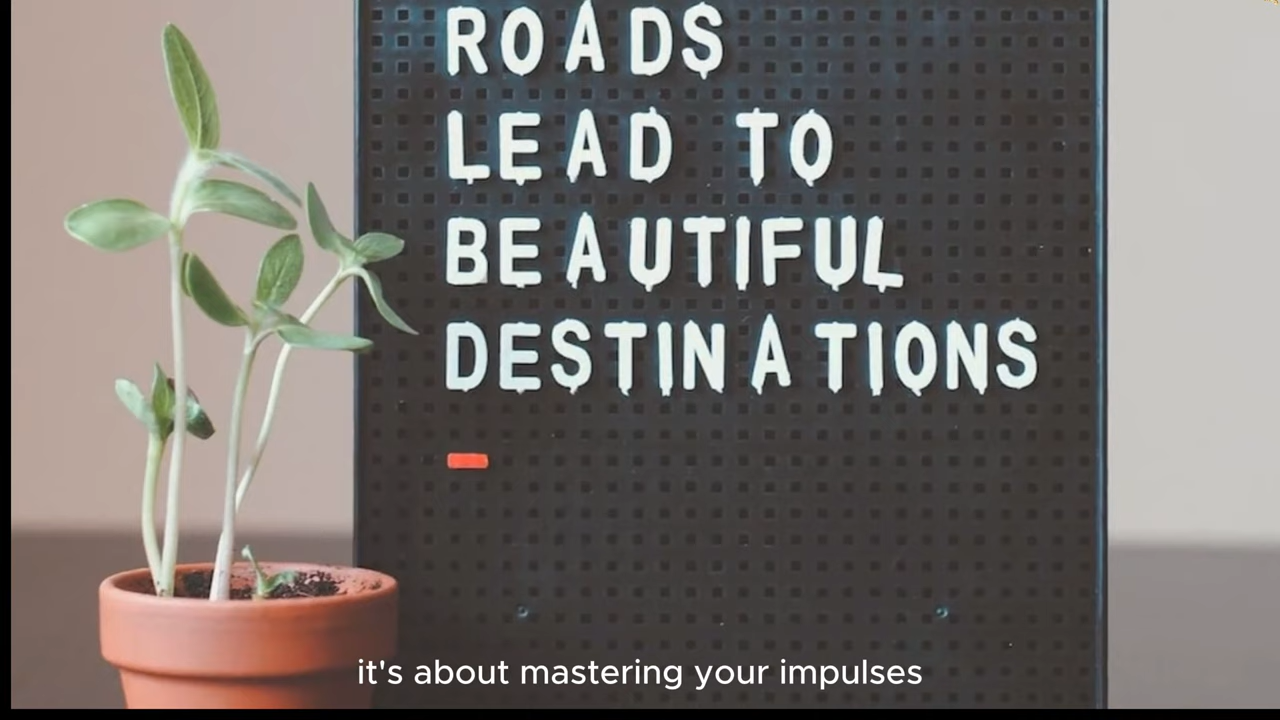 ROADS
LEAD TO
BEAUTIFUL
DESTINATIONS
it's about mastering your impulses